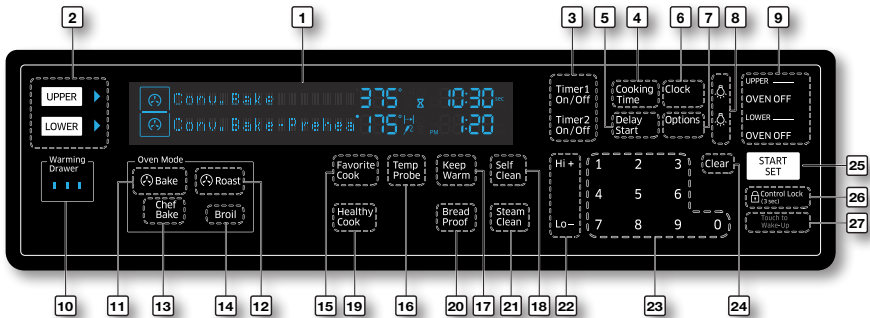 2 1 3 5 4 6 7 8 9
UPPER
LOWER
Conv. Bake 375° 10:30 sec
Conv. Bake-Prehea 175° PM 1:20
Timer1
On/Off
Timer2
On/Off
Cooking
Time
Delay
Start
Clock
Options
UPPER
OVEN OFF
LOWER
OVEN OFF
Warming
Drawer
Oven Mode
Bake
Roast
Chef
Bake
Broil
Favorite
Cook
Temp
Probe
Keep
Warm
Self
Clean
Healthy
Cook
Bread
Proof
Steam
Clean
Hi +
Lo−
1 2 3
4 5 6
7 8 9 0
Clear
START
SET
Control Lock
(3 sec)
Touch to
Wake-Up
25
26
27
10 11 13 14 12 15 19 16 20 17 21 18 22 23 24